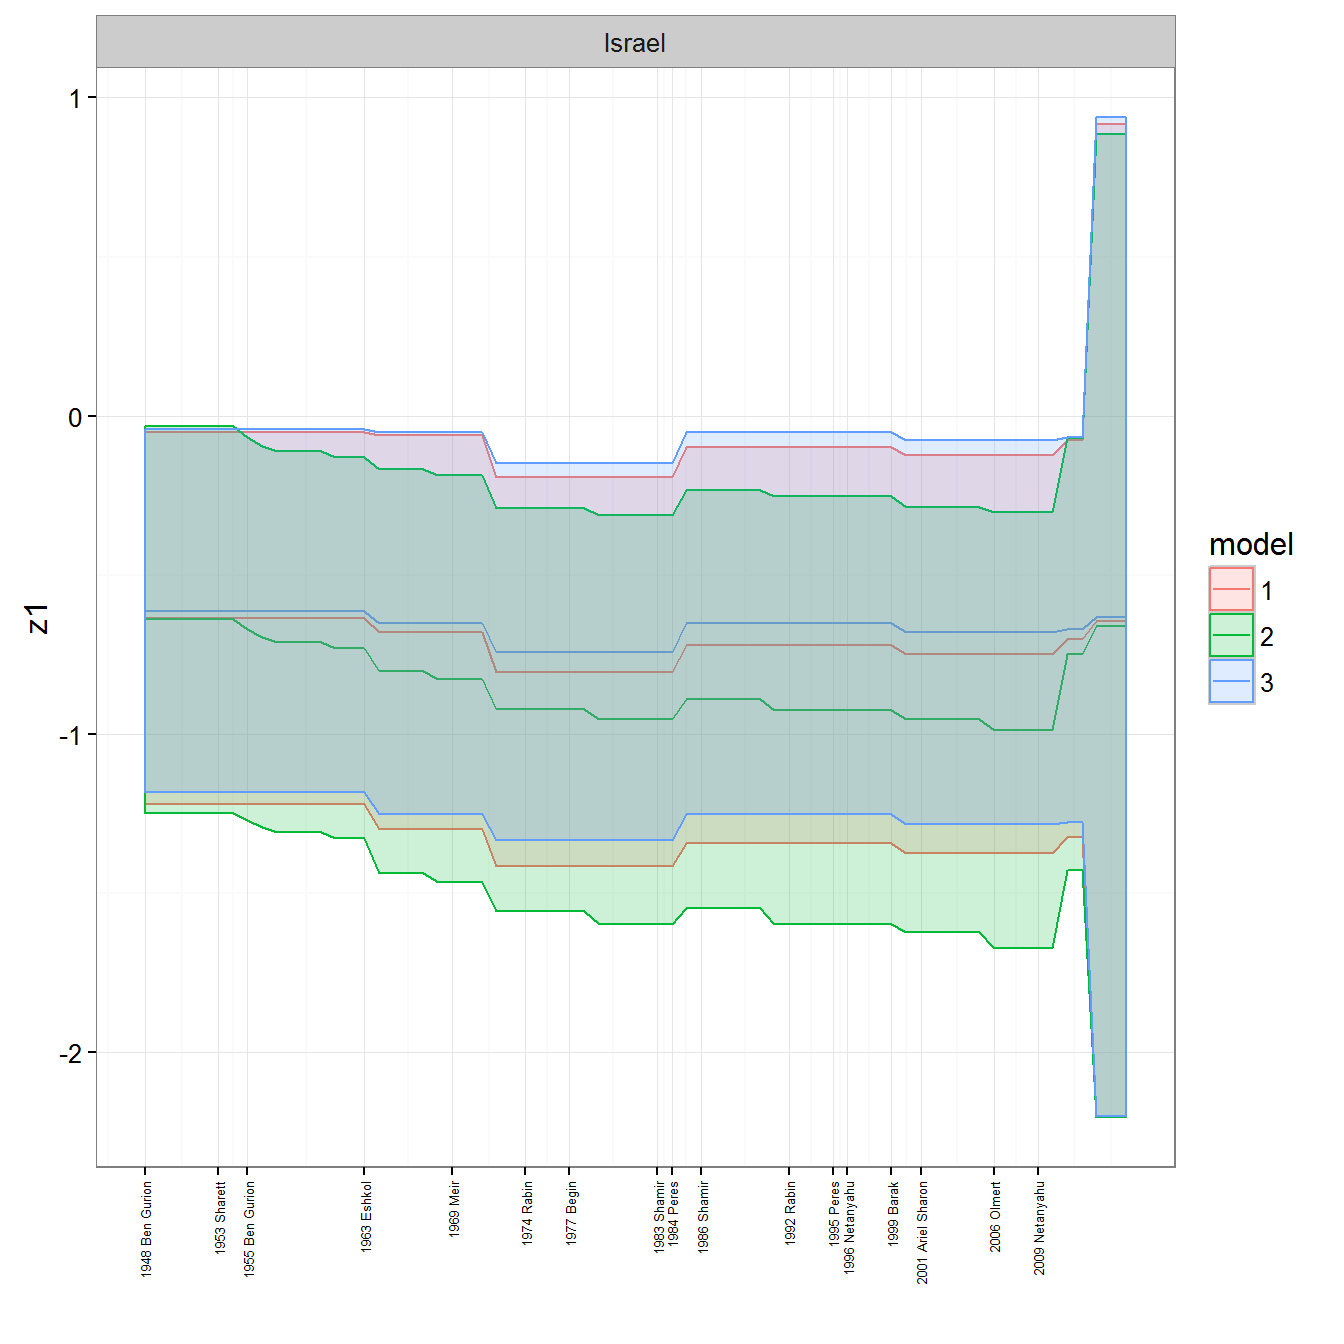 Israel
1
0
-1
-2
z1
1948 Ben Gurion
1953 Sharett
1955 Ben Gurion
1963 Eshkol
1969 Meir
1974 Rabin
1977 Begin
1983 Shamir
1984 Peres
1986 Shamir
1992 Rabin
1995 Peres
1996 Netanyahu
1999 Barak
2001 Ariel Sharon
2006 Olmert
2009 Netanyahu
model
1
2
3